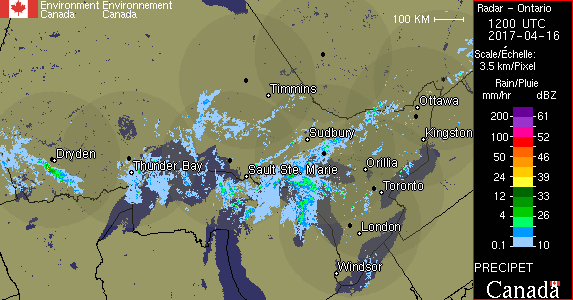 Environment Environnement
Canada Canada
Radar - Ontario
1200 UTC
2017-04-16
100 KM
Scale/Échelle:
3.5 km/Pixel
Rain/Pluie
mm/hr dBZ
200 61
100 52
50 46
24 39
12 33
4 26
0.1 10
PRECIPET
Canada
Timmins
Ottawa
Sudbury
Kingston
Dryden
Thunder Bay
Sault Ste. Marie
Orillia
Toronto
London
Windsor